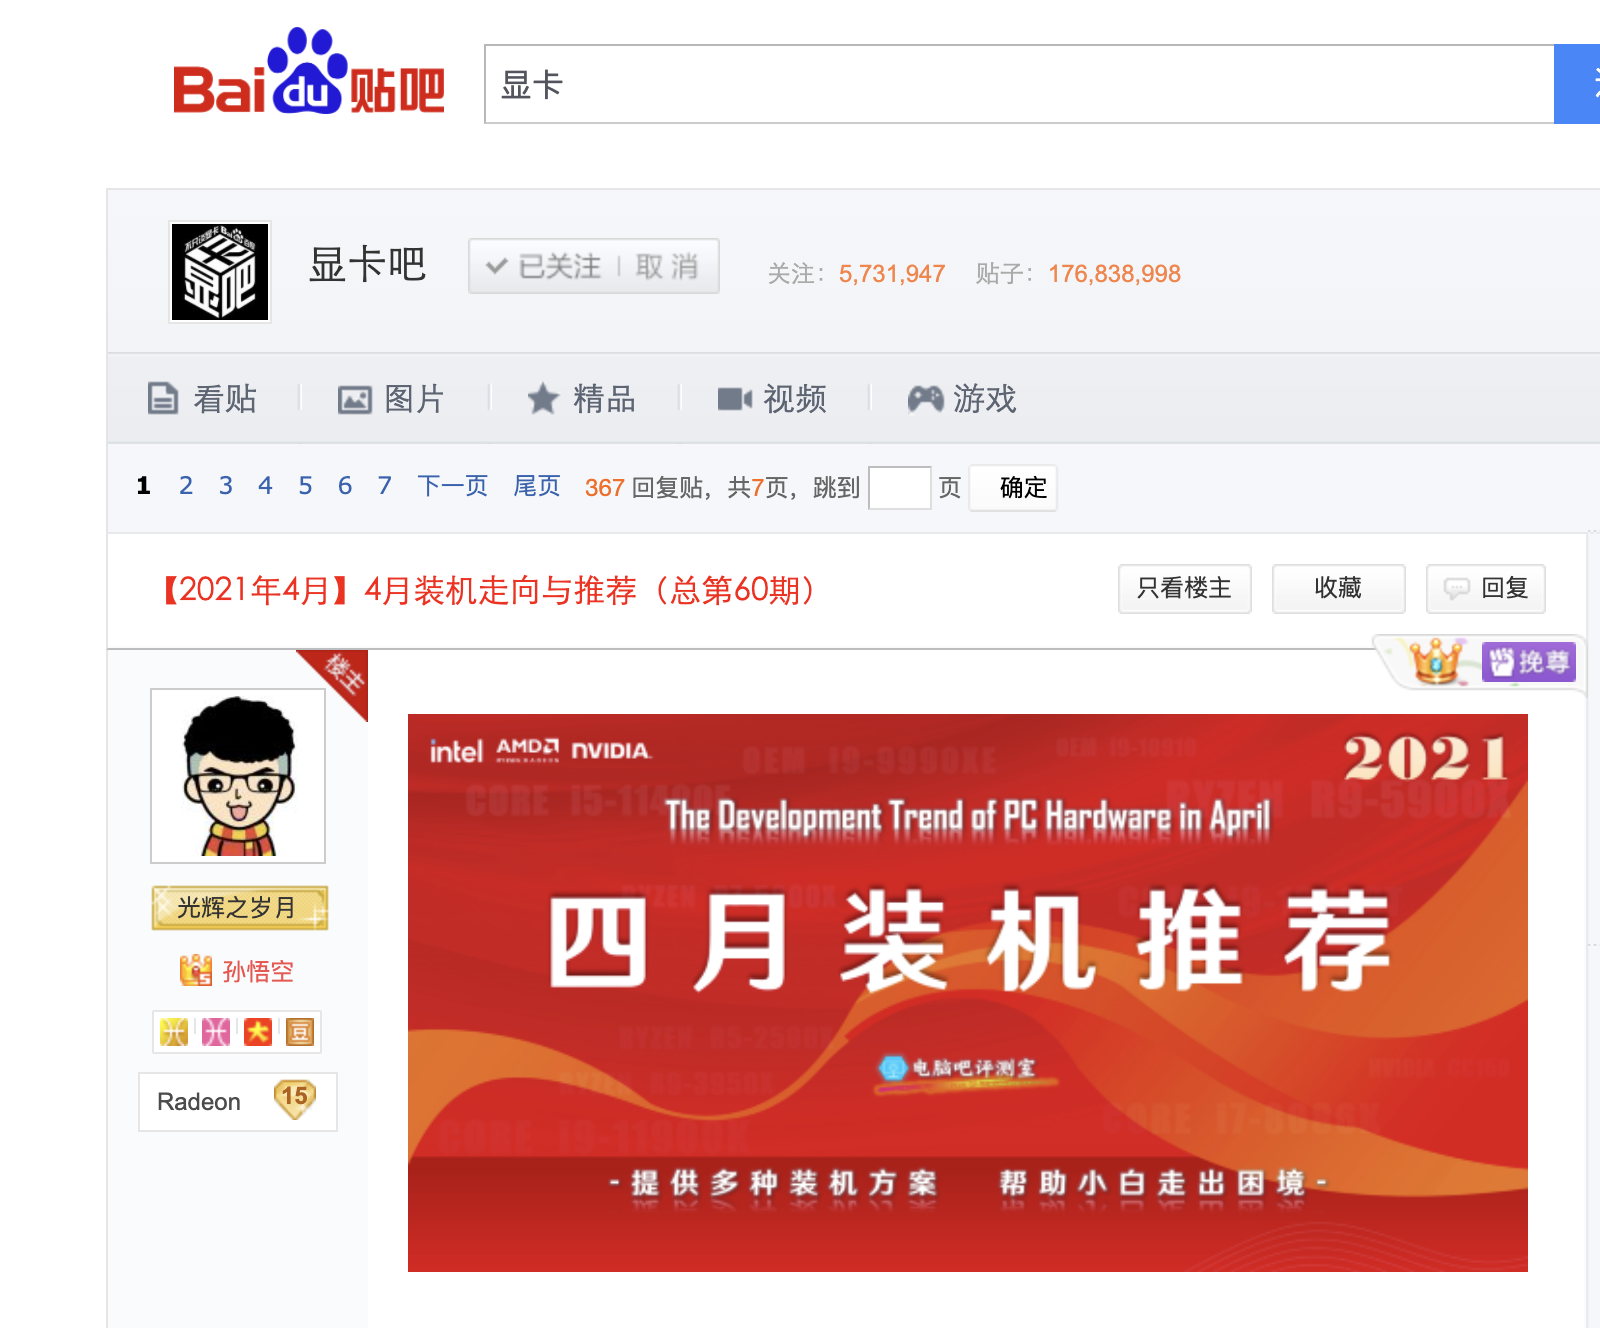 Bai du 贴吧
显卡
显卡吧
已关注 | 取消
关注：5,731,947 贴子：176,838,998
看贴 图片 精品 视频 游戏
1 2 3 4 5 6 7 下一页 尾页 367 回复贴，共7页，跳到 页 确定
【2021年4月】4月装机走向与推荐（总第60期）
只看楼主 收藏 回复
挽尊
楼主
intel AMD NVIDIA.
2021
The Development Trend of PC Hardware in April
四月装机推荐
电脑吧评测室
-提供多种装机方案 帮助小白走出困境-
光辉之岁月
孙悟空
大 豆
Radeon 15